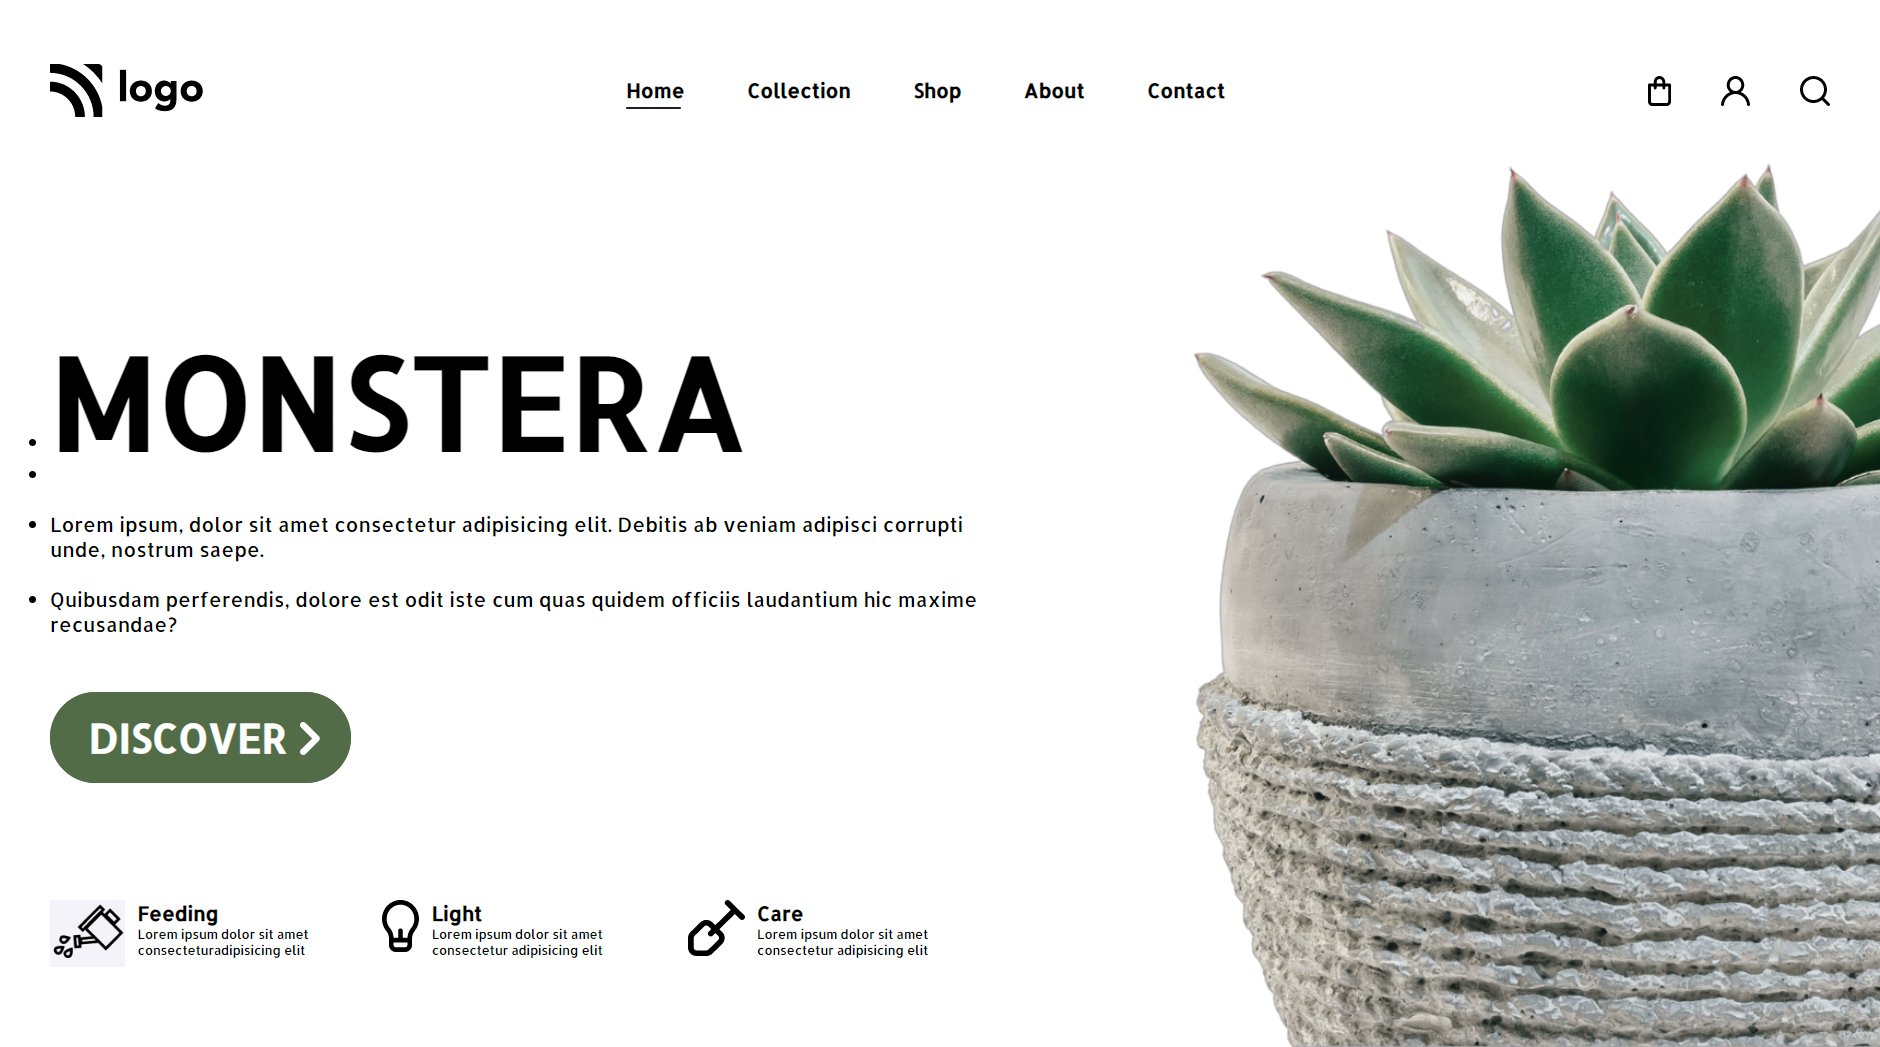 logo
Home Collection Shop About Contact
MONSTERA
Lorem ipsum, dolor sit amet consectetur adipisicing elit. Debitis ab veniam adipisci corrupti
unde, nostrum saepe.
Quibusdam perferendis, dolore est odit iste cum quas quidem officiis laudantium hic maxime
recusandae?
DISCOVER
Feeding
Lorem ipsum dolor sit amet
consecteturadipisicing elit
Light
Lorem ipsum dolor sit amet
consectetur adipisicing elit
Care
Lorem ipsum dolor sit amet
consectetur adipisicing elit